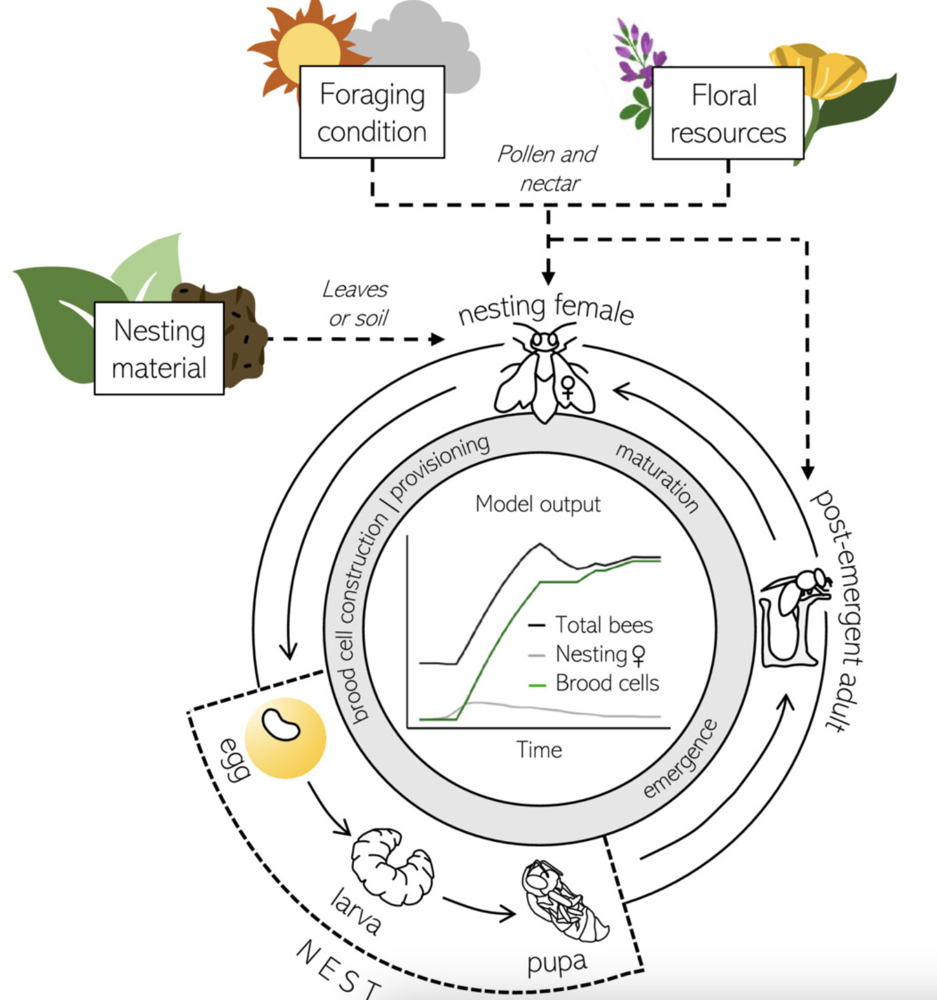 Foraging
condition
Floral
resources
Pollen and
nectar
Nesting
material
Leaves
or soil
nesting female
brood cell construction | provisioning
maturation
Model output
Total bees
Nesting ♀
Brood cells
Time
post-emergent adult
emergence
egg
larva
pupa
NEST